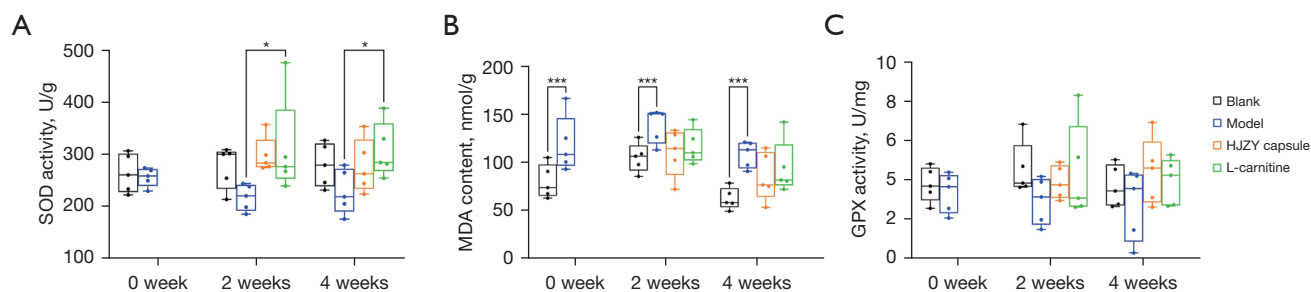 A
SOD activity, U/g
500
400
300
200
100
*
*
0 week
2 weeks
4 weeks
B
MDA content, nmol/g
200
150
100
50
0
***
***
***
0 week
2 weeks
4 weeks
C
GPX activity, U/mg
10
8
5
2
0
0 week
2 weeks
4 weeks
Blank
Model
HJZY capsule
L-carnitine